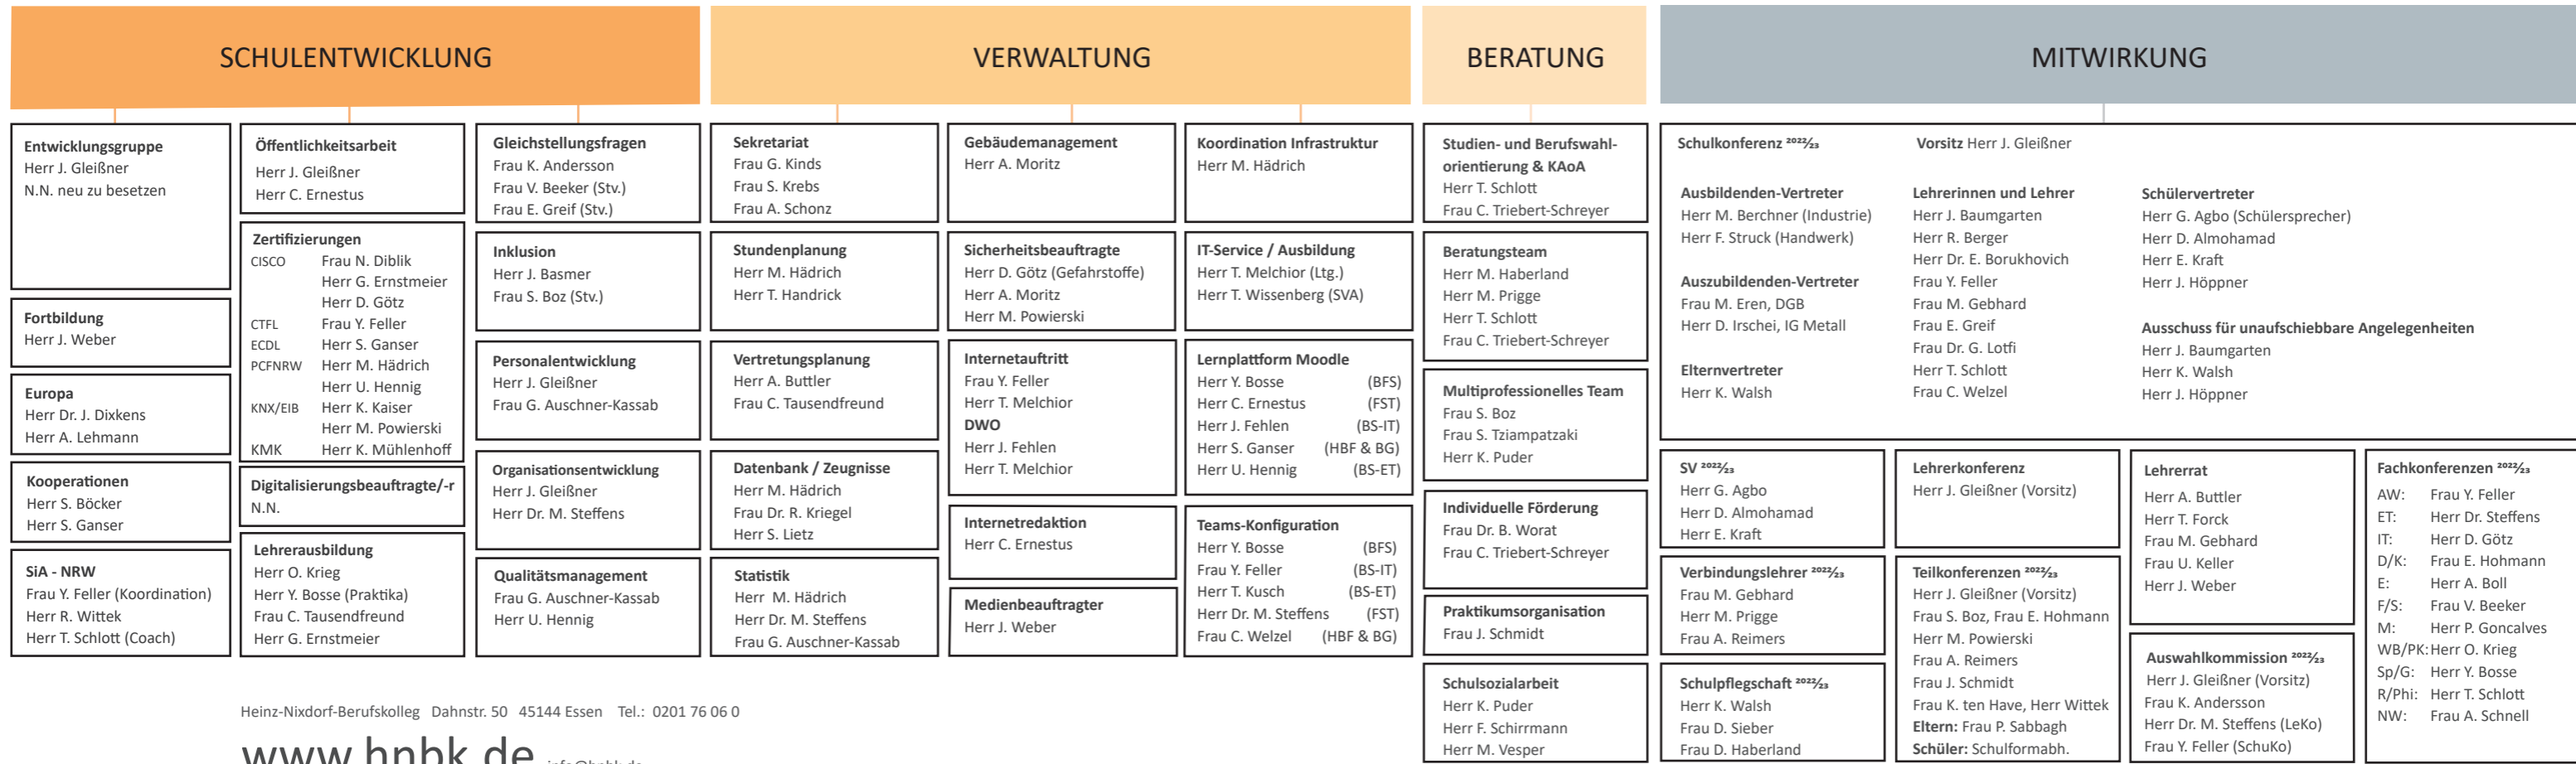 SCHULENTWICKLUNG
VERWALTUNG
BERATUNG
MITWIRKUNG
Entwicklungsgruppe
Herr J. Gleißner
N.N. neu zu besetzen
Fortbildung
Herr J. Weber
Europa
Herr Dr. J. Dixkens
Herr A. Lehmann
Kooperationen
Herr S. Böcker
Herr S. Ganser
SiA - NRW
Frau Y. Feller (Koordination)
Herr R. Wittek
Herr T. Schlott (Coach)
Öffentlichkeitsarbeit
Herr J. Gleißner
Herr C. Ernestus
Zertifizierungen
CISCO Frau N. Diblik
Herr G. Ernstmeier
Herr D. Götz
CTFL Frau Y. Feller
ECDL Herr S. Ganser
PCFNRW Herr M. Hädrich
Herr U. Hennig
KNX/EIB Herr K. Kaiser
Herr M. Powierski
KMK Herr K. Mühlenhoff
Digitalisierungsbeauftragte/-r
N.N.
Lehrerausbildung
Herr O. Krieg
Herr Y. Bosse (Praktika)
Frau C. Tausendfreund
Herr G. Ernstmeier
Gleichstellungsfragen
Frau K. Andersson
Frau V. Beeker (Stv.)
Frau E. Greif (Stv.)
Inklusion
Herr J. Basmer
Frau S. Boz (Stv.)
Personalentwicklung
Herr J. Gleißner
Frau G. Auschner-Kassab
Organisationsentwicklung
Herr J. Gleißner
Herr Dr. M. Steffens
Qualitätsmanagement
Frau G. Auschner-Kassab
Herr U. Hennig
Sekretariat
Frau G. Kinds
Frau S. Krebs
Frau A. Schonz
Stundenplanung
Herr M. Hädrich
Herr T. Handrick
Vertretungsplanung
Herr A. Buttler
Frau C. Tausendfreund
Datenbank / Zeugnisse
Herr M. Hädrich
Frau Dr. R. Kriegel
Herr S. Lietz
Statistik
Herr M. Hädrich
Herr Dr. M. Steffens
Frau G. Auschner-Kassab
Gebäudemanagement
Herr A. Moritz
Sicherheitsbeauftragte
Herr D. Götz (Gefahrstoffe)
Herr A. Moritz
Herr M. Powierski
Internetauftritt
Frau Y. Feller
Herr T. Melchior
DWO
Herr J. Fehlen
Herr T. Melchior
Internetredaktion
Herr C. Ernestus
Medienbeauftragter
Herr J. Weber
Koordination Infrastruktur
Herr M. Hädrich
IT-Service / Ausbildung
Herr T. Melchior (Ltg.)
Herr T. Wissenberg (SVA)
Lernplattform Moodle
Herr Y. Bosse (BFS)
Herr C. Ernestus (FST)
Herr J. Fehlen (BS-IT)
Herr S. Ganser (HBF & BG)
Herr U. Hennig (BS-ET)
Teams-Konfiguration
Herr Y. Bosse (BFS)
Frau Y. Feller (BS-IT)
Herr T. Kusch (BS-ET)
Herr Dr. M. Steffens (FST)
Frau C. Welzel (HBF & BG)
Studien- und Berufswahl-
orientierung & KAoA
Herr T. Schlott
Frau C. Triebert-Schreyer
Beratungsteam
Herr M. Haberland
Herr M. Prigge
Herr T. Schlott
Frau C. Triebert-Schreyer
Multiprofessionelles Team
Frau S. Boz
Frau S. Tziampatzaki
Herr K. Puder
Individuelle Förderung
Frau Dr. B. Worat
Frau C. Triebert-Schreyer
Praktikumsorganisation
Frau J. Schmidt
Schulsozialarbeit
Herr K. Puder
Herr F. Schirrmann
Herr M. Vesper
Schulkonferenz 2022/23 Vorsitz Herr J. Gleißner
Ausbildenden-Vertreter
Herr M. Berchner (Industrie)
Herr F. Struck (Handwerk)
Auszubildenden-Vertreter
Frau M. Eren, DGB
Herr D. Irschei, IG Metall
Elternvertreter
Herr K. Walsh
Lehrerinnen und Lehrer
Herr J. Baumgarten
Herr R. Berger
Herr Dr. E. Borukhovich
Frau Y. Feller
Frau M. Gebhard
Frau E. Greif
Frau Dr. G. Lotfi
Herr T. Schlott
Frau C. Welzel
Schülervertreter
Herr G. Agbo (Schülersprecher)
Herr D. Almohamad
Herr E. Kraft
Herr J. Höppner
Ausschuss für unaufschiebbare Angelegenheiten
Herr J. Baumgarten
Herr K. Walsh
Herr J. Höppner
SV 2022/23
Herr G. Agbo
Herr D. Almohamad
Herr E. Kraft
Verbindungslehrer 2022/23
Frau M. Gebhard
Herr M. Prigge
Frau A. Reimers
Schulpflegschaft 2022/23
Herr K. Walsh
Frau D. Sieber
Frau D. Haberland
Lehrerkonferenz
Herr J. Gleißner (Vorsitz)
Teilkonferenzen 2022/23
Herr J. Gleißner (Vorsitz)
Frau S. Boz, Frau E. Hohmann
Herr M. Powierski
Frau A. Reimers
Frau J. Schmidt
Frau K. ten Have, Herr Wittek
Eltern: Frau P. Sabbagh
Schüler: Schulformabh.
Lehrerrat
Herr A. Buttler
Herr T. Forck
Frau M. Gebhard
Frau U. Keller
Herr J. Weber
Auswahlkommission 2022/23
Herr J. Gleißner (Vorsitz)
Frau K. Andersson
Herr Dr. M. Steffens (LeKo)
Frau Y. Feller (SchuKo)
Fachkonferenzen 2022/23
AW: Frau Y. Feller
ET: Herr Dr. Steffens
IT: Herr D. Götz
D/K: Frau E. Hohmann
E: Herr A. Boll
F/S: Frau V. Beeker
M: Herr P. Goncalves
WB/PK: Herr O. Krieg
Sp/G: Herr Y. Bosse
R/Phi: Herr T. Schlott
NW: Frau A. Schnell
Heinz-Nixdorf-Berufskolleg Dahnstr. 50 45144 Essen Tel.: 0201 76 06 0
www.hnbk.de info@hnbk.de